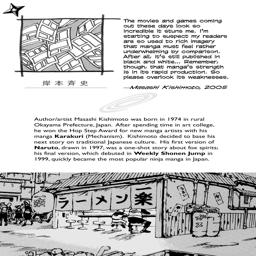 The movies and games coming
out these days look so
incredible it stuns me. I'm
starting to suspect my readers
are so used to rich imagery
that manga must feel rather
underwhelming by comparison.
After all, it's still published in
black and white... Remember,
though, that manga's strength
is in its rapid production. So
please overlook its weaknesses.
岸本斉史
—Masashi Kishimoto, 2005
Author/artist Masashi Kishimoto was born in 1974 in rural
Okayama Prefecture, Japan. After spending time in art college,
he won the Hop Step Award for new manga artists with his
manga Karakuri (Mechanism). Kishimoto decided to base his
next story on traditional Japanese culture. His first version of
Naruto, drawn in 1997, was a one-shot story about fox spirits;
his final version, which debuted in Weekly Shonen Jump in
1999, quickly became the most popular ninja manga in Japan.
ラーメン楽